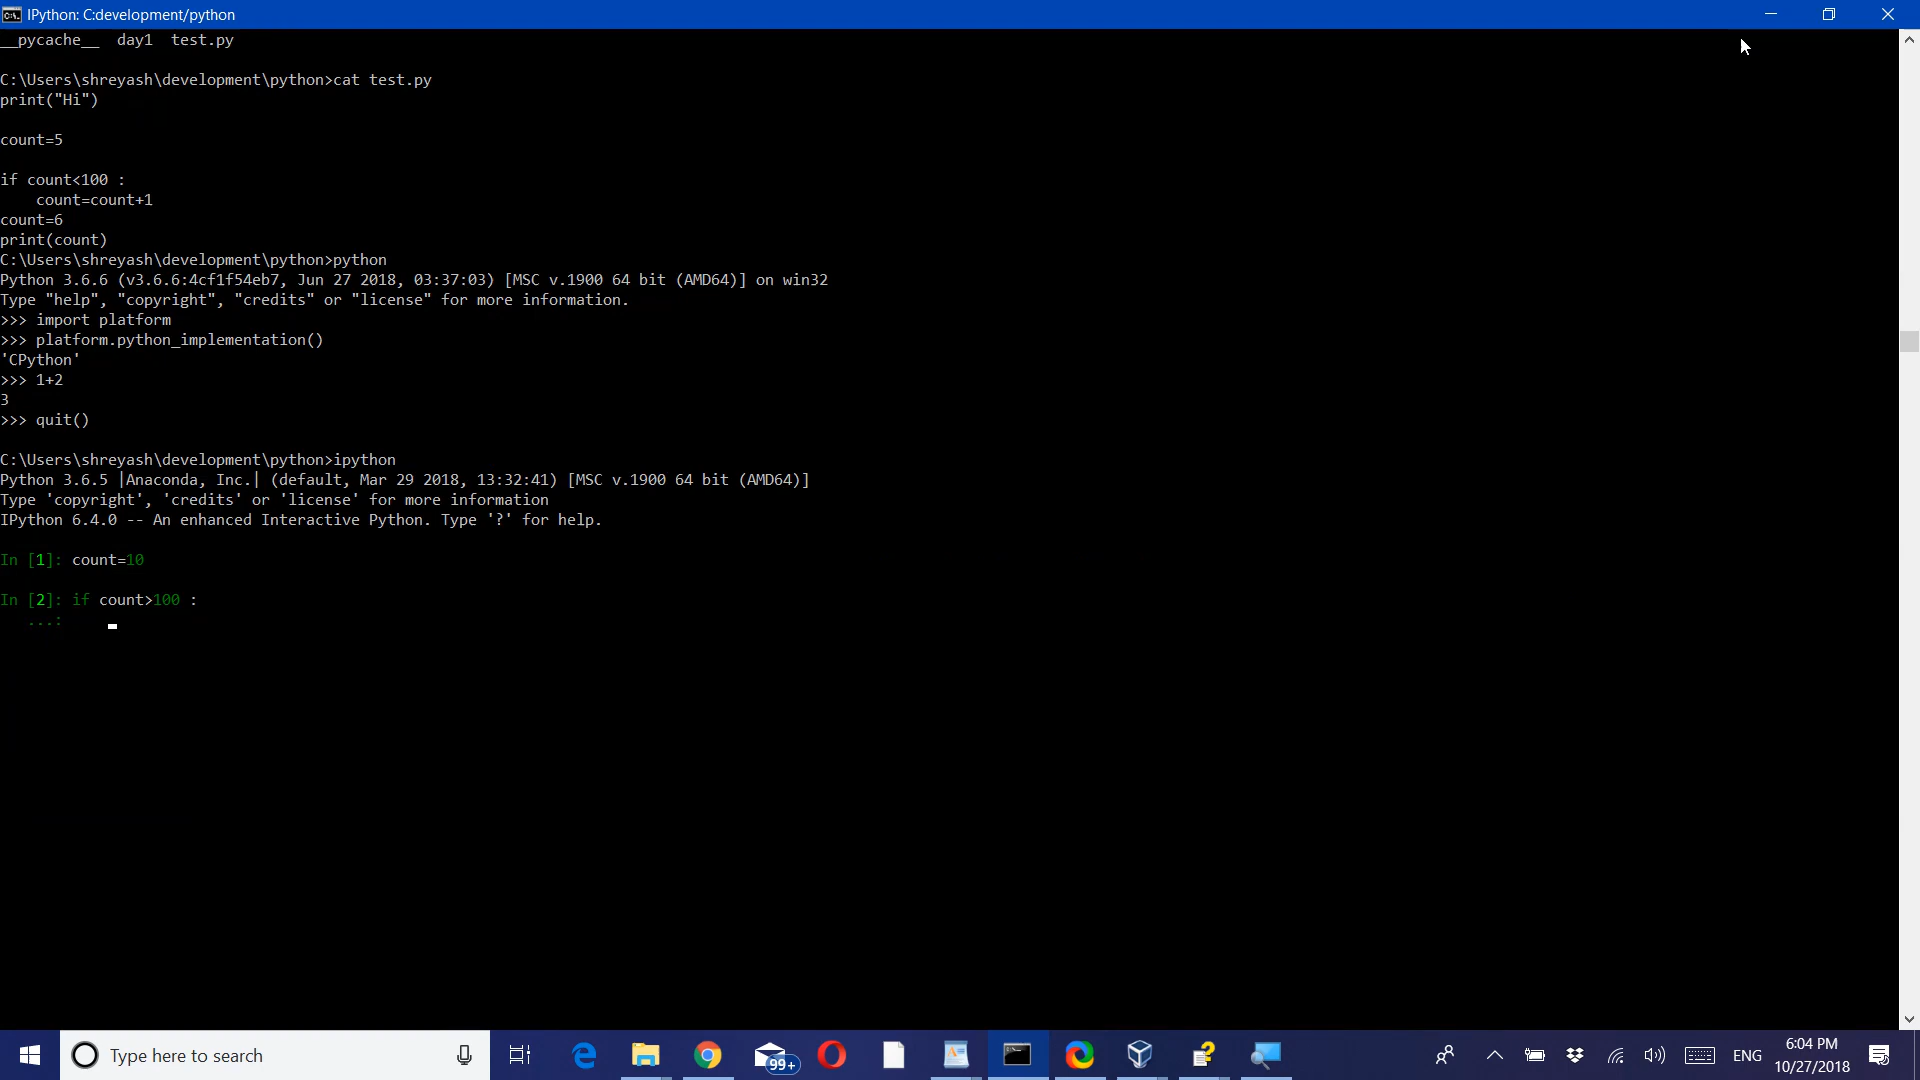 IPython: C:development/python
__pycache__  day1  test.py
C:\Users\shreyash\development\python>cat test.py
print("Hi")
count=5
if count<100 :
    count=count+1
count=6
print(count)
C:\Users\shreyash\development\python>python
Python 3.6.6 (v3.6.6:4cf1f54eb7, Jun 27 2018, 03:37:03) [MSC v.1900 64 bit (AMD64)] on win32
Type "help", "copyright", "credits" or "license" for more information.
>>> import platform
>>> platform.python_implementation()
'CPython'
>>> 1+2
3
>>> quit()
C:\Users\shreyash\development\python>ipython
Python 3.6.5 |Anaconda, Inc.| (default, Mar 29 2018, 13:32:41) [MSC v.1900 64 bit (AMD64)]
Type 'copyright', 'credits' or 'license' for more information
IPython 6.4.0 -- An enhanced Interactive Python. Type '?' for help.
In [1]: count=10
In [2]: if count>100 :
   ...:
Type here to search
99+
ENG
6:04 PM
10/27/2018